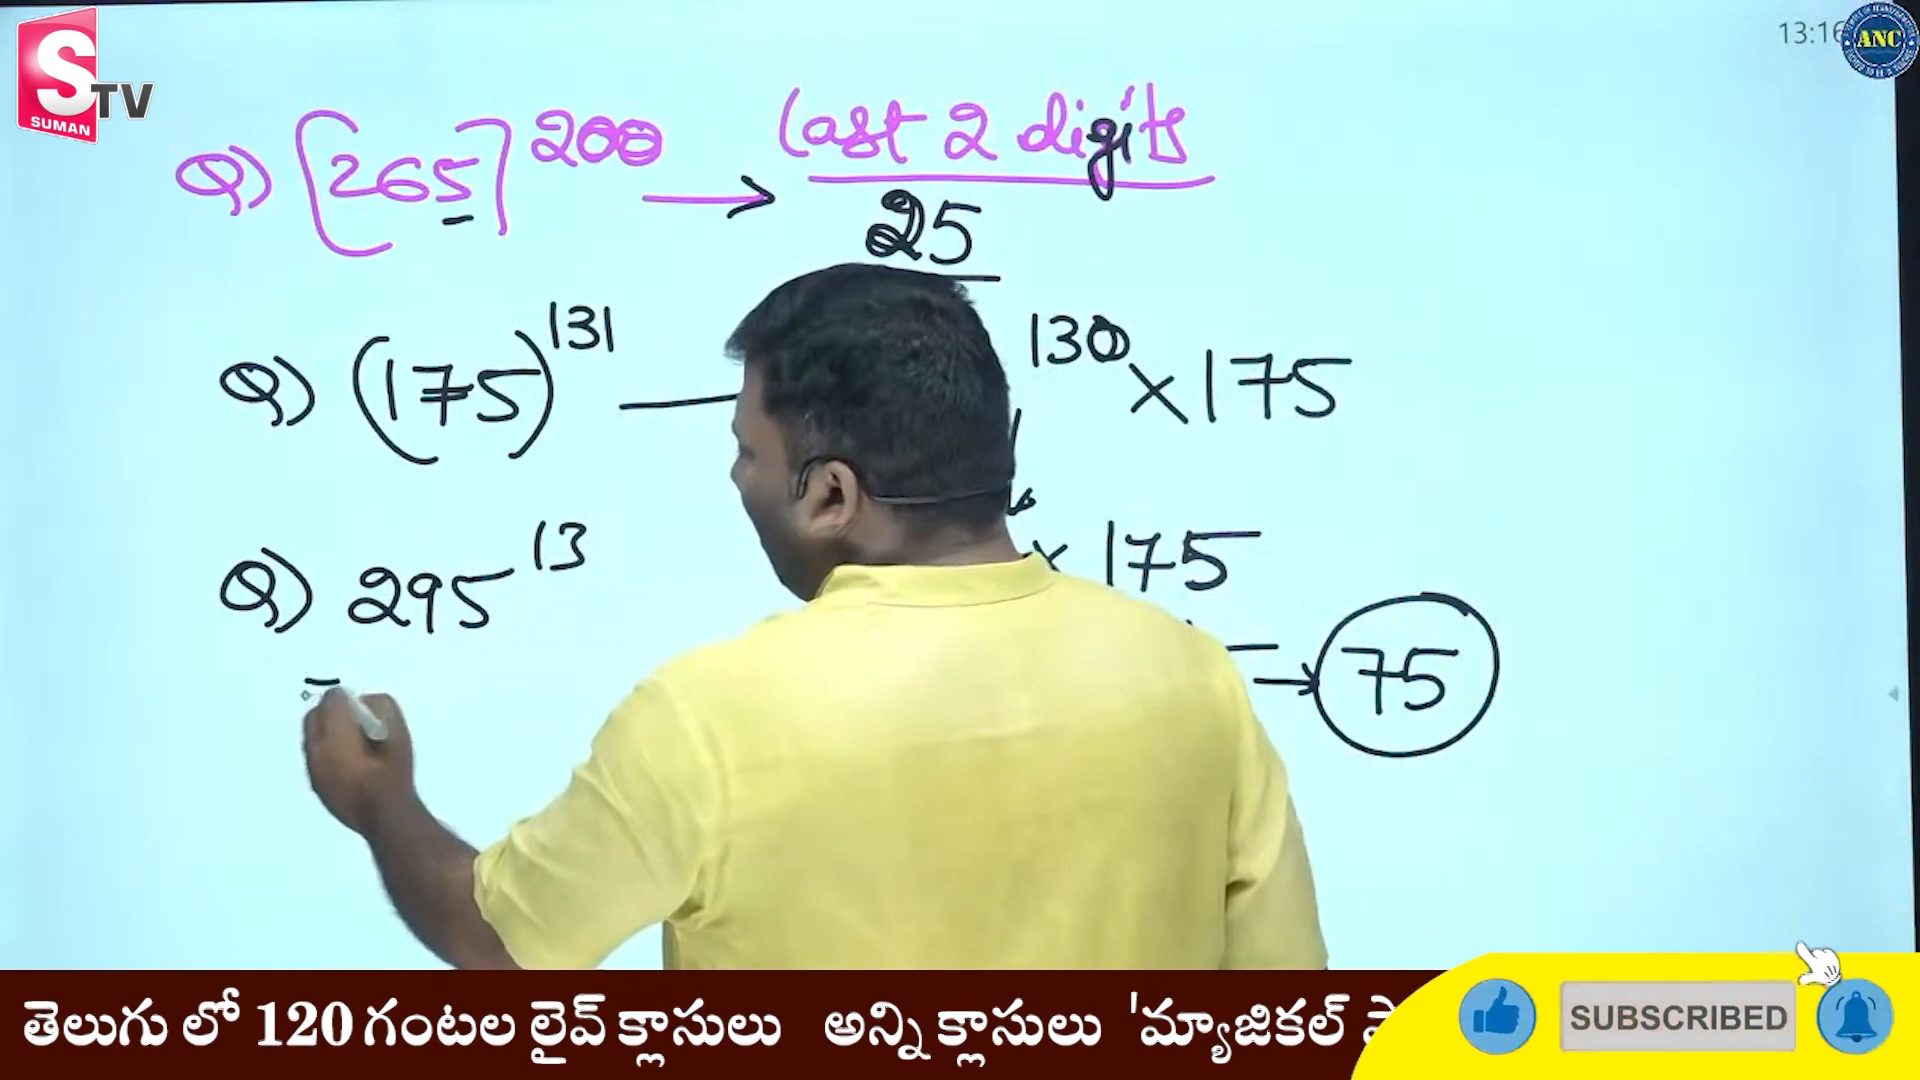 S TV
SUMAN
13:16
ANC
Q) [265]^200 → Last 2 digits
25
Q) (175)^131 — 130 × 175
Q) 295^13
× 175
→ 75
=
తెలుగు లో 120 గంటల లైవ్ క్లాసులు అన్ని క్లాసులు 'మ్యాజికల్
SUBSCRIBED